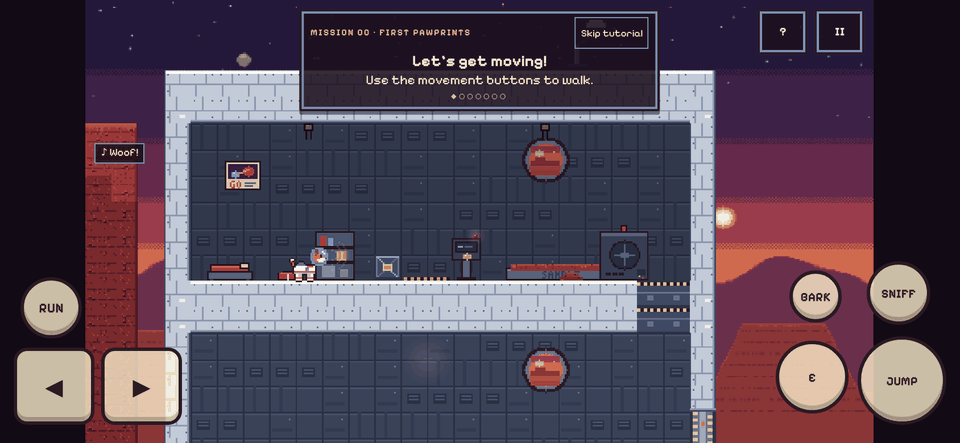 MISSION 00 · FIRST PAWPRINTS
Skip tutorial
?
II
Let's get moving!
Use the movement buttons to walk.
♪ Woof!
GO
RUN
BARK
SNIFF
E
JUMP